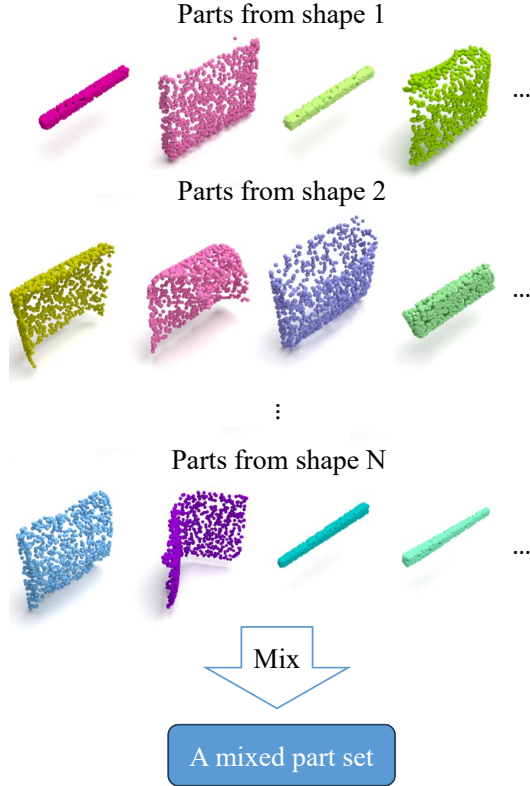 Parts from shape 1
...
Parts from shape 2
...
⋮
Parts from shape N
...
Mix
A mixed part set